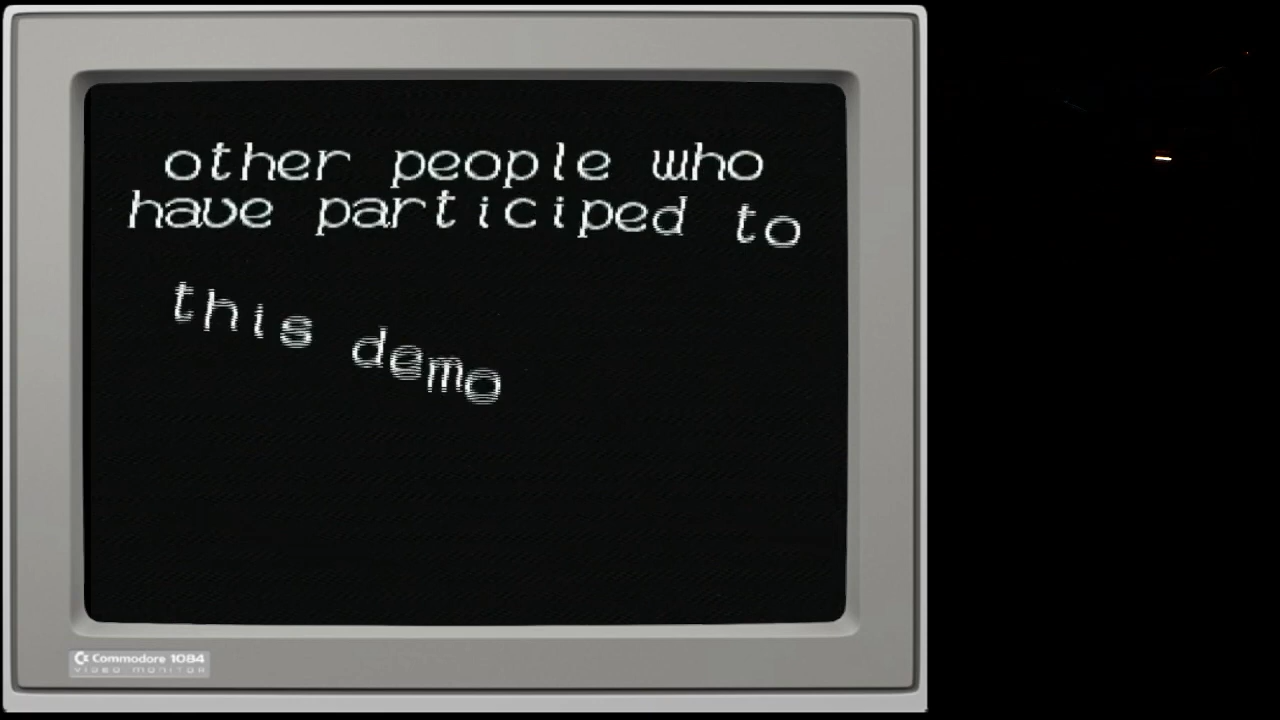 other people who
have participed to
this demo
Commodore 1084
VIDEO MONITOR